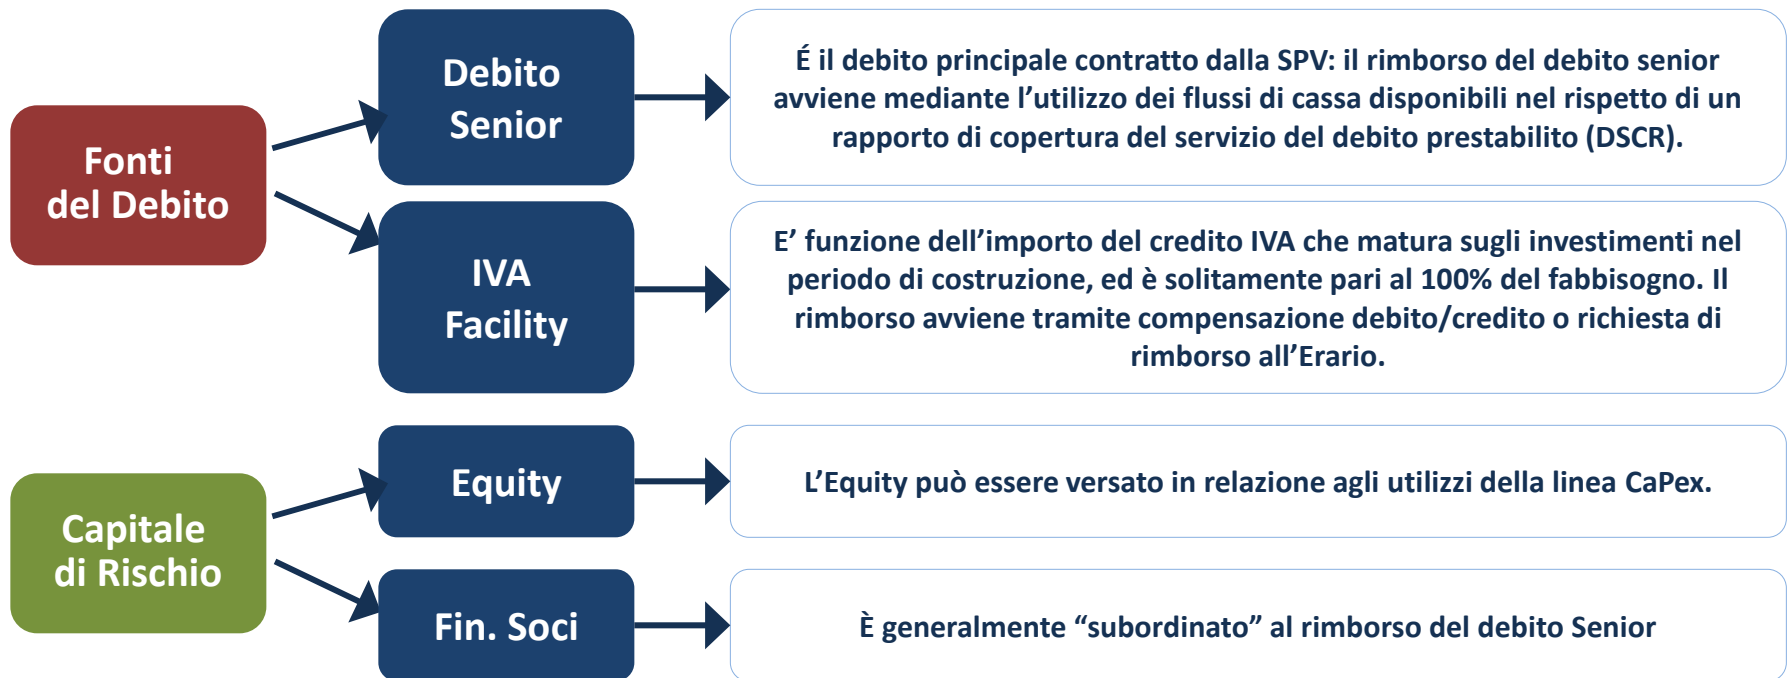 Fonti
del Debito
Debito
Senior
É il debito principale contratto dalla SPV: il rimborso del debito senior
avviene mediante l’utilizzo dei flussi di cassa disponibili nel rispetto di un
rapporto di copertura del servizio del debito prestabilito (DSCR).
IVA
Facility
E’ funzione dell’importo del credito IVA che matura sugli investimenti nel
periodo di costruzione, ed è solitamente pari al 100% del fabbisogno. Il
rimborso avviene tramite compensazione debito/credito o richiesta di
rimborso all’Erario.
Capitale
di Rischio
Equity
L’Equity può essere versato in relazione agli utilizzi della linea CaPex.
Fin. Soci
È generalmente “subordinato” al rimborso del debito Senior